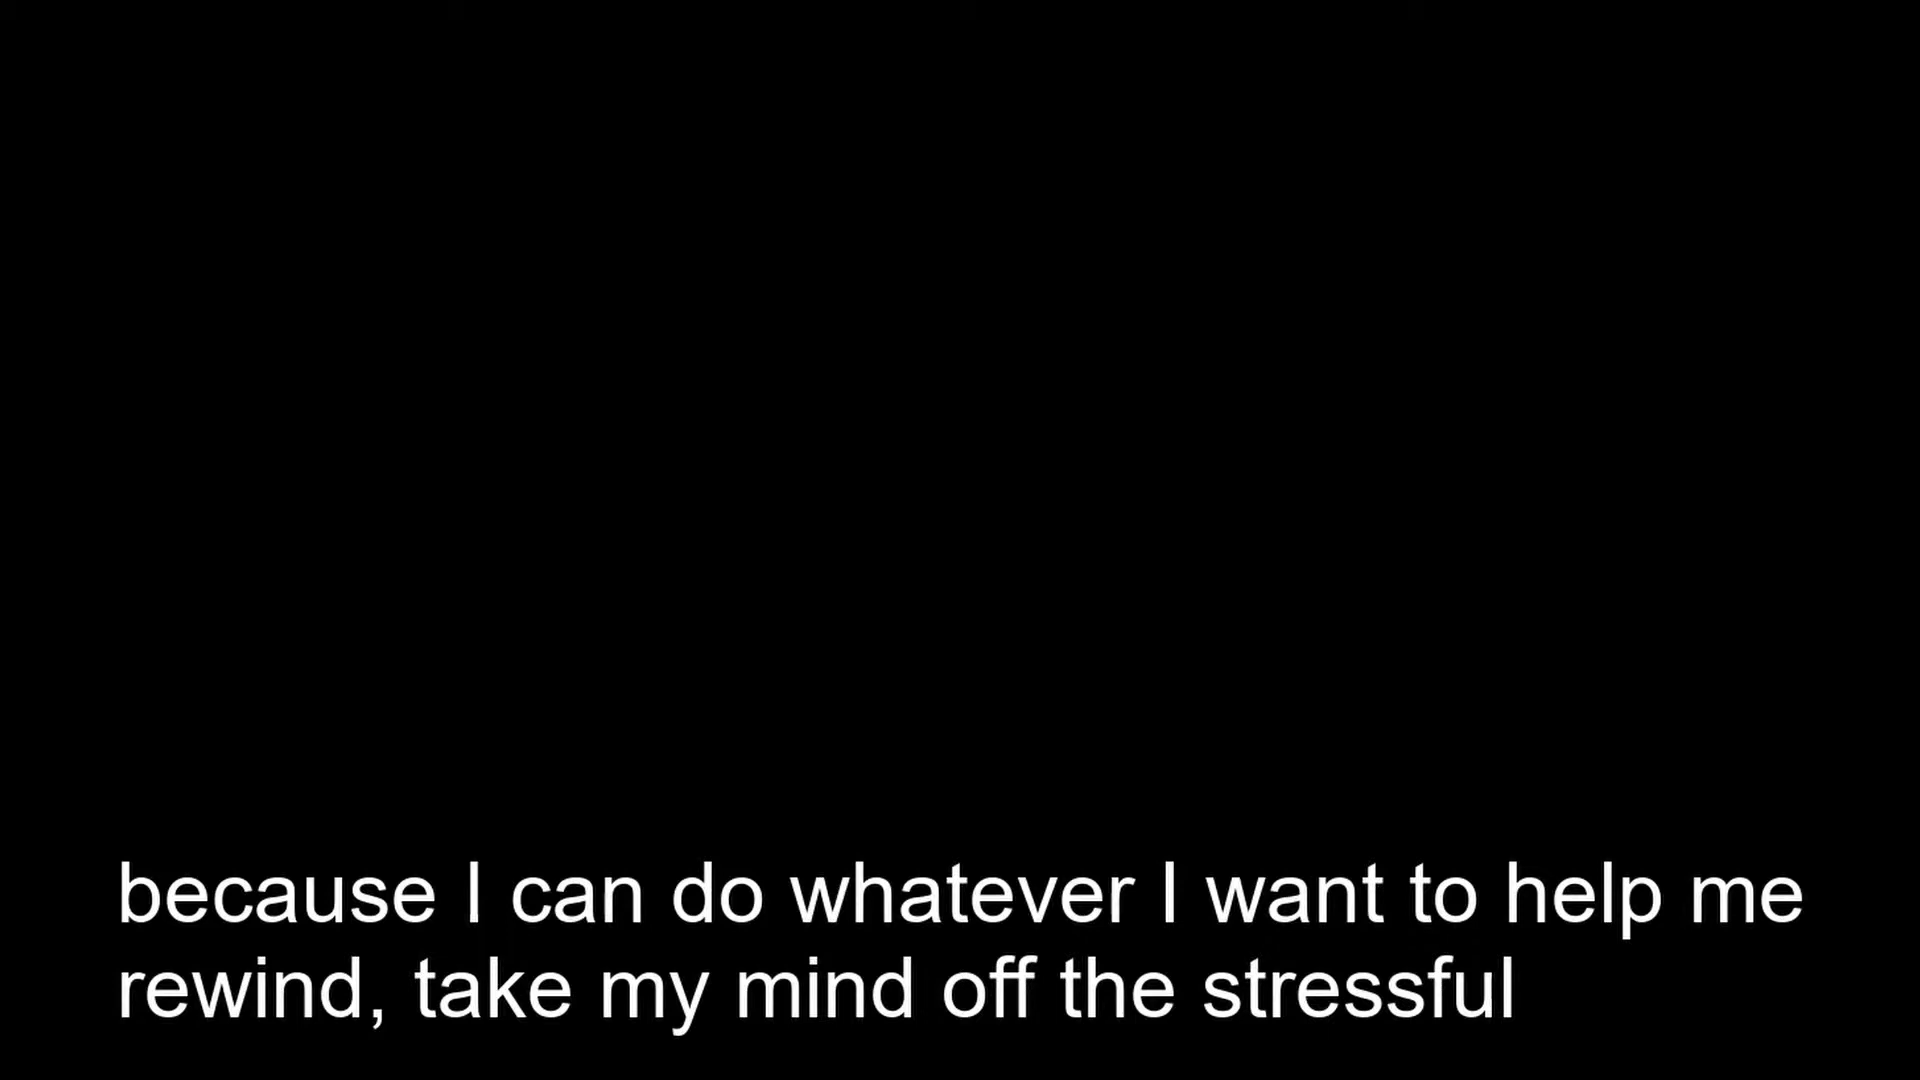 because I can do whatever I want to help me
rewind, take my mind off the stressful